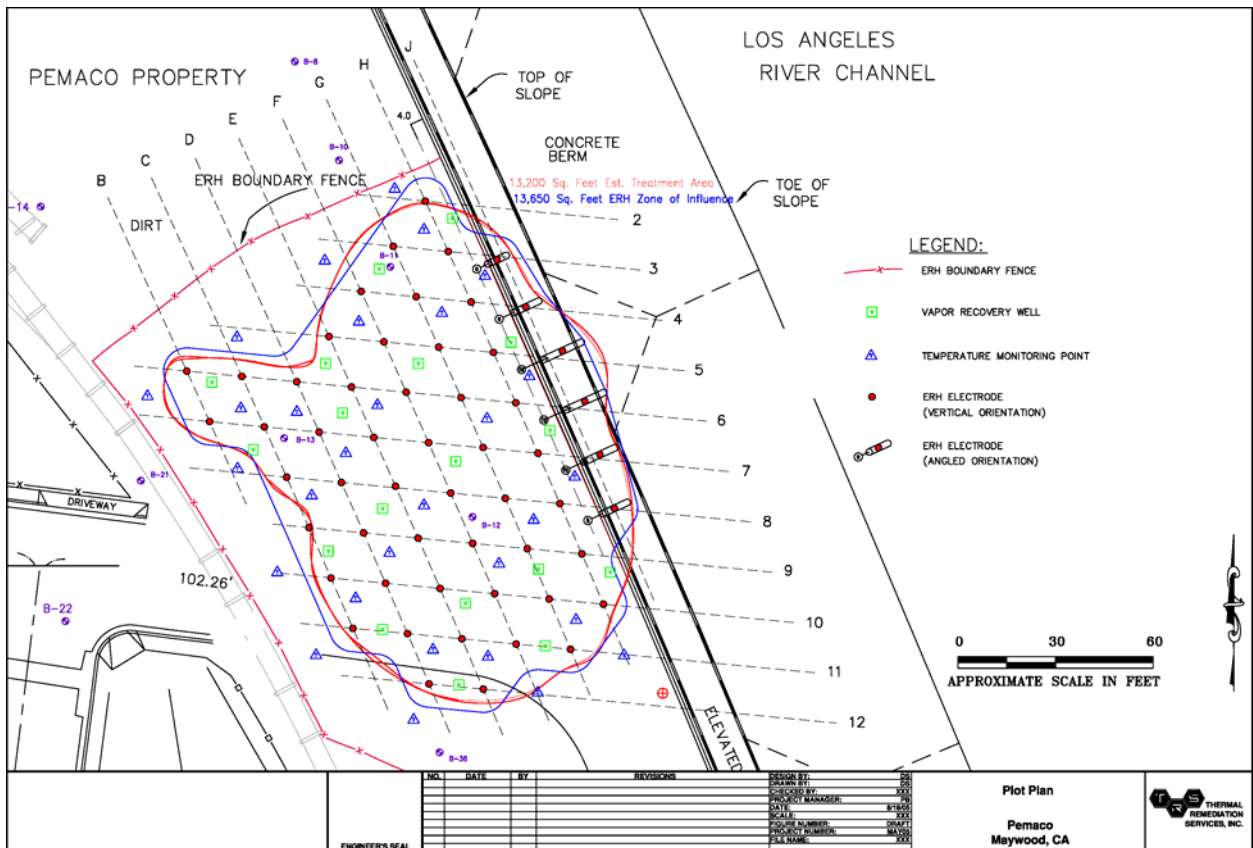 LOS ANGELES
RIVER CHANNEL
PEMACO PROPERTY
B-8
J
H
G
F
E
D
C
B
TOP OF
SLOPE
4.0
B-10
CONCRETE
BERM
ERH BOUNDARY FENCE
13,200 Sq. Feet Est. Treatment Area
13,650 Sq. Feet ERH Zone of Influence
TOE OF
SLOPE
-14
DIRT
2
B-11
3
4
5
6
7
8
9
10
11
12
LEGEND:
ERH BOUNDARY FENCE
VAPOR RECOVERY WELL
TEMPERATURE MONITORING POINT
ERH ELECTRODE
(VERTICAL ORIENTATION)
ERH ELECTRODE
(ANGLED ORIENTATION)
B-13
B-21
DRIVEWAY
B-12
102.26'
B-22
B-36
ELEVATED
0 30 60
APPROXIMATE SCALE IN FEET
NO. DATE BY REVISIONS
DESIGN BY: DS
DRAWN BY: DS
CHECKED BY: XXX
PROJECT MANAGER: PB
DATE: 8/18/05
SCALE: XXX
FIGURE NUMBER: DRAFT
PROJECT NUMBER: MAY05
FILE NAME: XXX
ENGINEER'S SEAL
Plot Plan
Pemaco
Maywood, CA
TRS
THERMAL
REMEDIATION
SERVICES, INC.